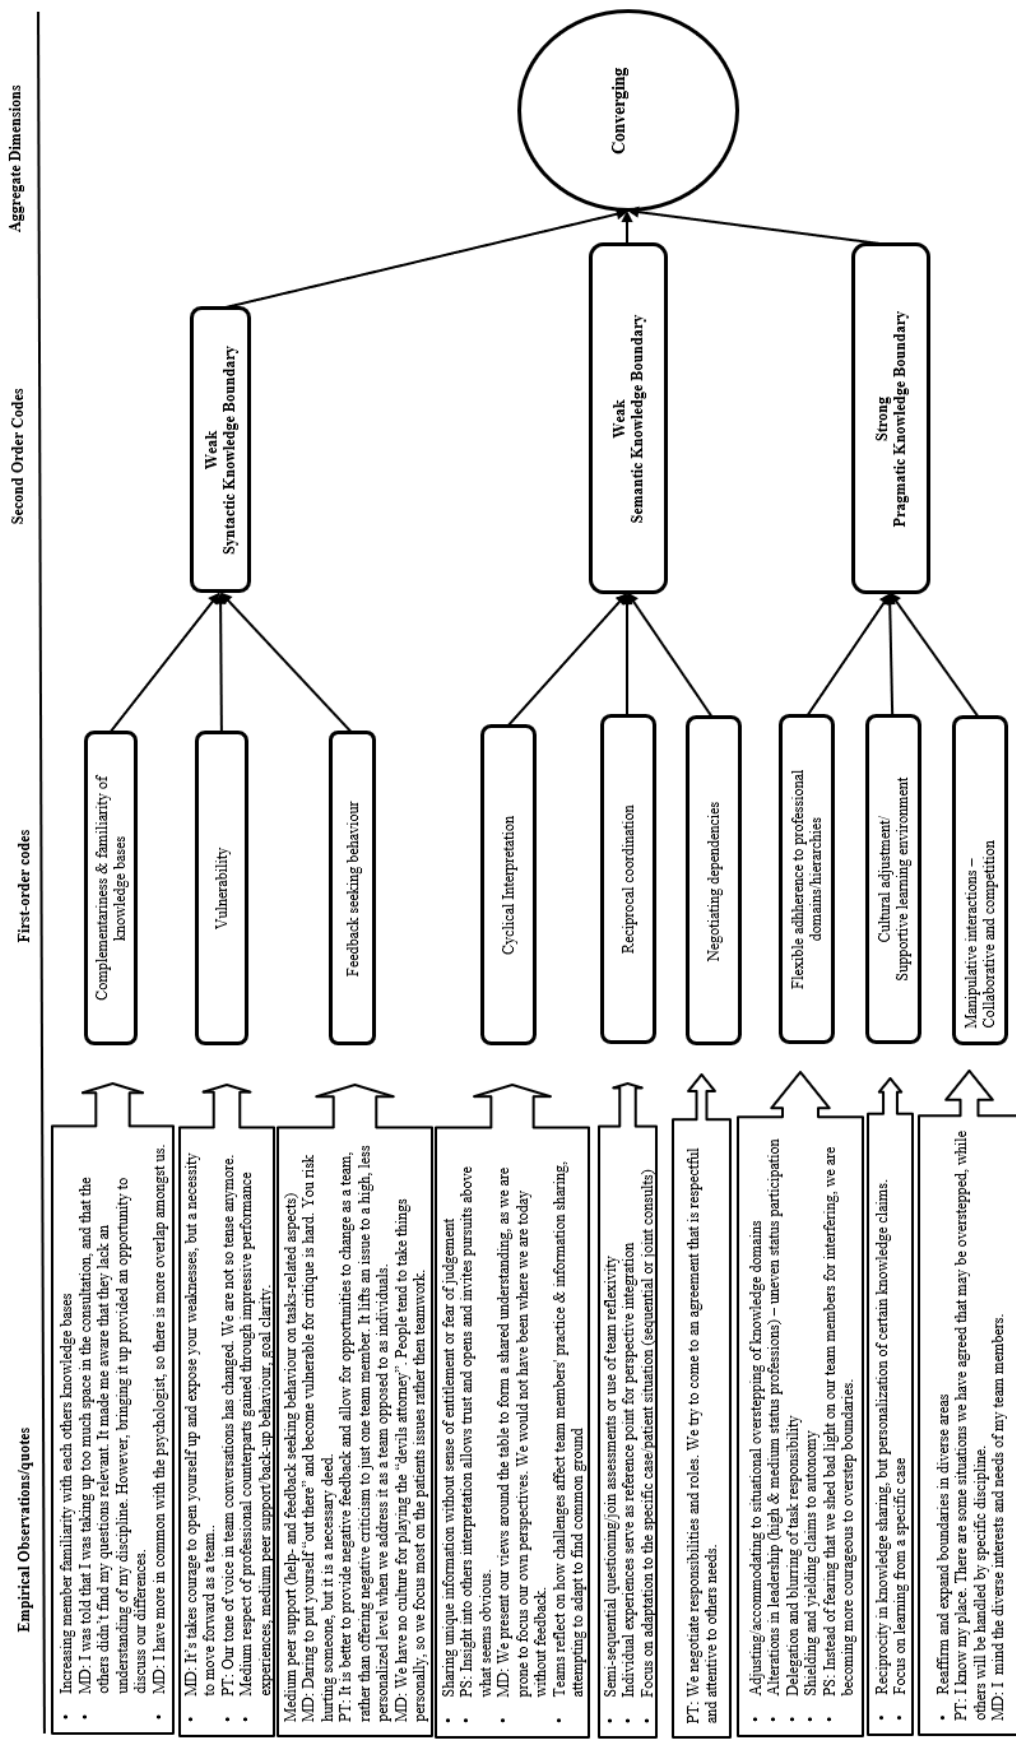 Empirical Observations/quotes
First-order codes
Second Order Codes
Aggregate Dimensions
• Increasing member familiarity with each others knowledge bases
• MD: I was told that I was taking up too much space in the consultation, and that the
others didn't find my questions relevant. It made me aware that they lack an
understanding of my discipline. However, bringing it up provided an opportunity to
discuss our differences.
• MD: I have more in common with the psychologist, so there is more overlap amongst us.
Complementariness & familiarity of
knowledge bases
• MD: It's takes courage to open yourself up and expose your weaknesses, but a necessity
to move forward as a team..
• PT: Our tone of voice in team conversations has changed. We are not so tense anymore.
• Medium respect of professional counterparts gained through impressive performance
experiences, medium peer support/back-up behaviour, goal clarity.
Vulnerability
• Medium peer support (help- and feedback seeking behaviour on tasks-related aspects)
• MD: Daring to put yourself "out there" and become vulnerable for critique is hard. You risk
hurting someone, but it is a necessary deed.
• PT: It is better to provide negative feedback and allow for opportunities to change as a team,
rather than offering negative criticism to just one team member. It lifts an issue to a high, less
personalized level when we address it as a team opposed to as individuals.
• MD: We have no culture for playing the "devils attorney". People tend to take things
personally, so we focus most on the patients issues rather then teamwork.
Feedback seeking behaviour
Weak
Syntactic Knowledge Boundary
• Sharing unique information without sense of entitlement or fear of judgement
• PS: Insight into others interpretation allows trust and opens and invites pursuits above
what seems obvious.
• MD: We present our views around the table to form a shared understanding, as we are
prone to focus our own perspectives. We would not have been where we are today
without feedback.
• Teams reflect on how challenges affect team members' practice & information sharing,
attempting to adapt to find common ground
Cyclical Interpretation
• Semi-sequential questioning/join assessments or use of team reflexivity
• Individual experiences serve as reference point for perspective integration
• Focus on adaptation to the specific case/patient situation (sequential or joint consults)
Reciprocal coordination
• PT: We negotiate responsibilities and roles. We try to come to an agreement that is respectful
and attentive to others needs.
Negotiating dependencies
Weak
Semantic Knowledge Boundary
Converging
• Adjusting/accommodating to situational overstepping of knowledge domains
• Alterations in leadership (high & medium status professions) – uneven status participation
• Delegation and blurring of task responsibility
• Shielding and yielding claims to autonomy
• PS: Instead of fearing that we shed bad light on our team members for interfering, we are
becoming more courageous to overstep boundaries.
Flexible adhherence to professional
domains/hierarchies
• Reciprocity in knowledge sharing, but personalization of certain knowledge claims.
• Focus on learning from a specific case
Cultural adjustment/
Supportive learning environment
• Reaffirm and expand boundaries in diverse areas
• PT: I know my place. There are some situations we have agreed that may be overstepped, while
others will be handled by specific discipline.
• MD: I mind the diverse interests and needs of my team members.
Manipulative interactions –
Collaborative and competition
Strong
Pragmatic Knowledge Boundary